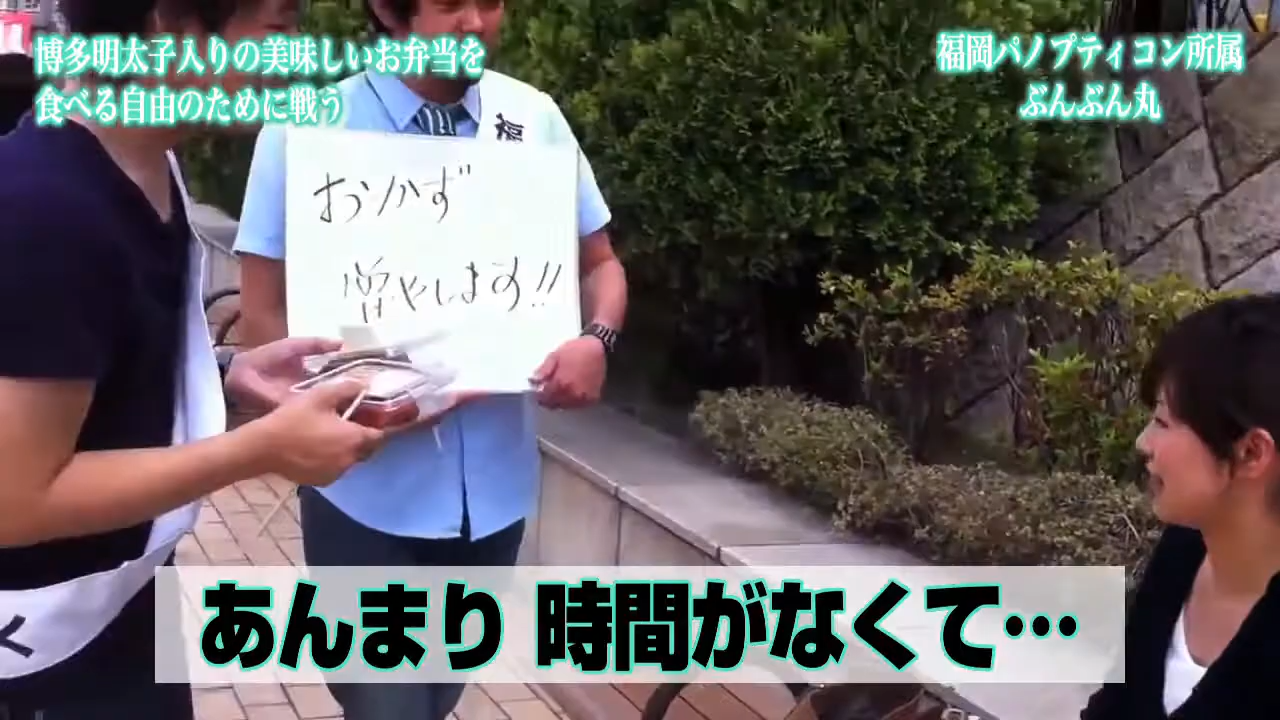 博多明太子入りの美味しいお弁当を
食べる自由のために戦う
福岡パノプティコン所属
ぶんぶん丸
福
おかず
増やします!!
あんまり 時間がなくて…